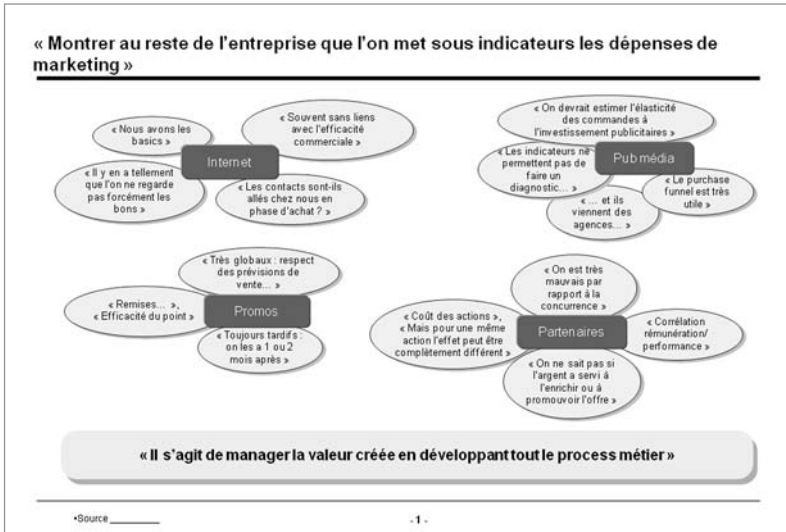 « Montrer au reste de l'entreprise que l'on met sous indicateurs les dépenses de
marketing »
« Nous avons les
basics »
« Souvent sans liens
avec l'efficacité
commerciale »
Internet
« Il y en a tellement
que l'on ne regarde
pas forcément les
bons »
« Les contacts sont-ils
allés chez nous en
phase d'achat ? »
« On devrait estimer l'élasticité
des commandes à
l'investissement publicitaires »
« Les indicateurs ne
permettent pas de
faire un
diagnostic... »
Pub média
« Le purchase
funnel est très
utile »
« ... et ils
viennent des
agences... »
« Très globaux : respect
des prévisions de
vente... »
« Remises... »,
« Efficacité du point »
Promos
« Toujours tardifs :
on les a 1 ou 2
mois après »
« On est très
mauvais par
rapport à la
concurrence »
« Coût des actions »,
« Mais pour une même
action l'effet peut être
complètement différent »
Partenaires
« Corrélation
rémunération/
performance »
« On ne sait pas si
l'argent a servi à
l'enrichir ou à
promouvoir l'offre »
« Il s'agit de manager la valeur créée en développant tout le process métier »
•Source ________
- 1 -